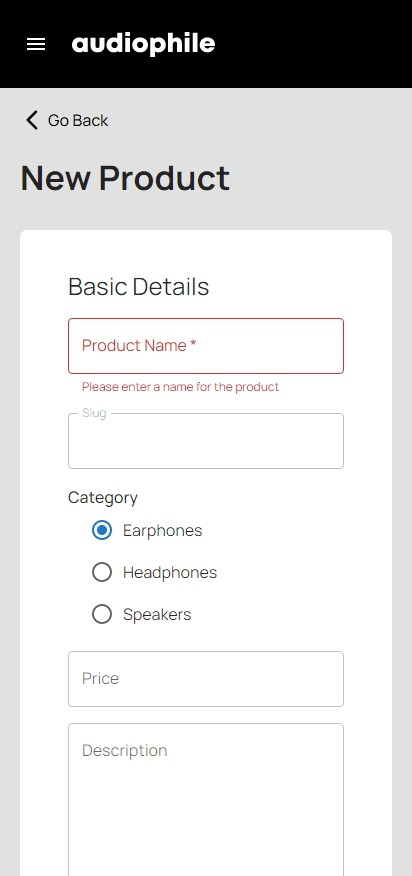 audiophile
Go Back
New Product
Basic Details
Product Name *
Please enter a name for the product
Slug
Category
Earphones
Headphones
Speakers
Price
Description